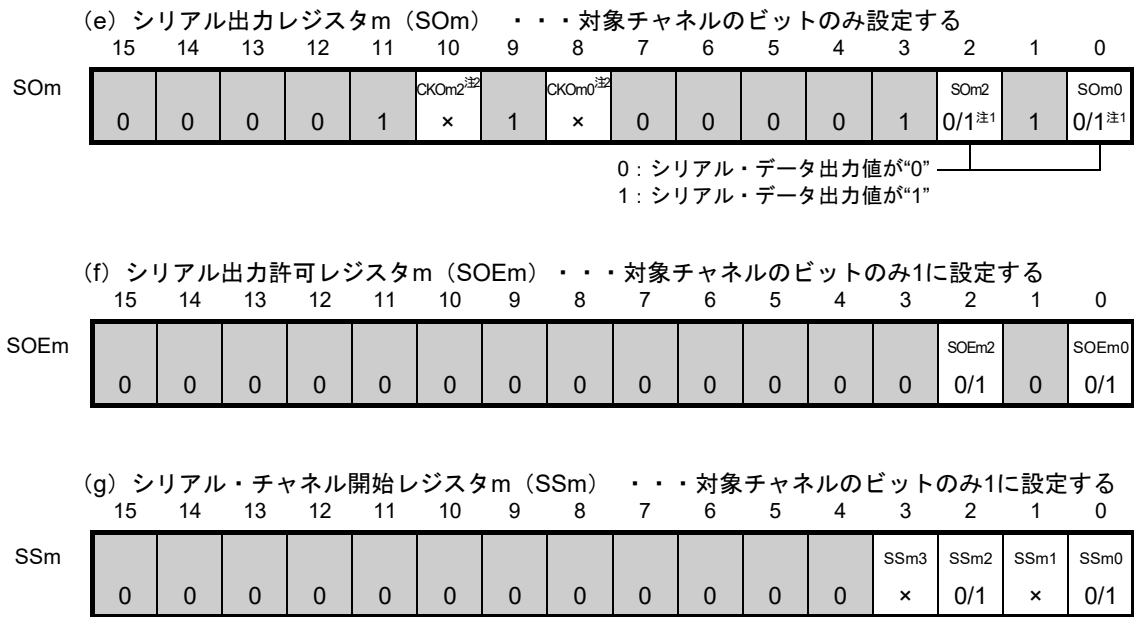 (e) シリアル出力レジスタm（SOm） ・・・対象チャネルのビットのみ設定する
15 14 13 12 11 10 9 8 7 6 5 4 3 2 1 0
SOm
CKOm2注2 CKOm0注2 SOm2 SOm0
0 0 0 0 1 × 1 × 0 0 0 0 1 0/1注1 1 0/1注1
0：シリアル・データ出力値が“0”
1：シリアル・データ出力値が“1”
(f) シリアル出力許可レジスタm（SOEm）・・・対象チャネルのビットのみ1に設定する
15 14 13 12 11 10 9 8 7 6 5 4 3 2 1 0
SOEm
SOEm2 SOEm0
0 0 0 0 0 0 0 0 0 0 0 0 0 0/1 0 0/1
(g) シリアル・チャネル開始レジスタm（SSm） ・・・対象チャネルのビットのみ1に設定する
15 14 13 12 11 10 9 8 7 6 5 4 3 2 1 0
SSm
SSm3 SSm2 SSm1 SSm0
0 0 0 0 0 0 0 0 0 0 0 0 × 0/1 × 0/1